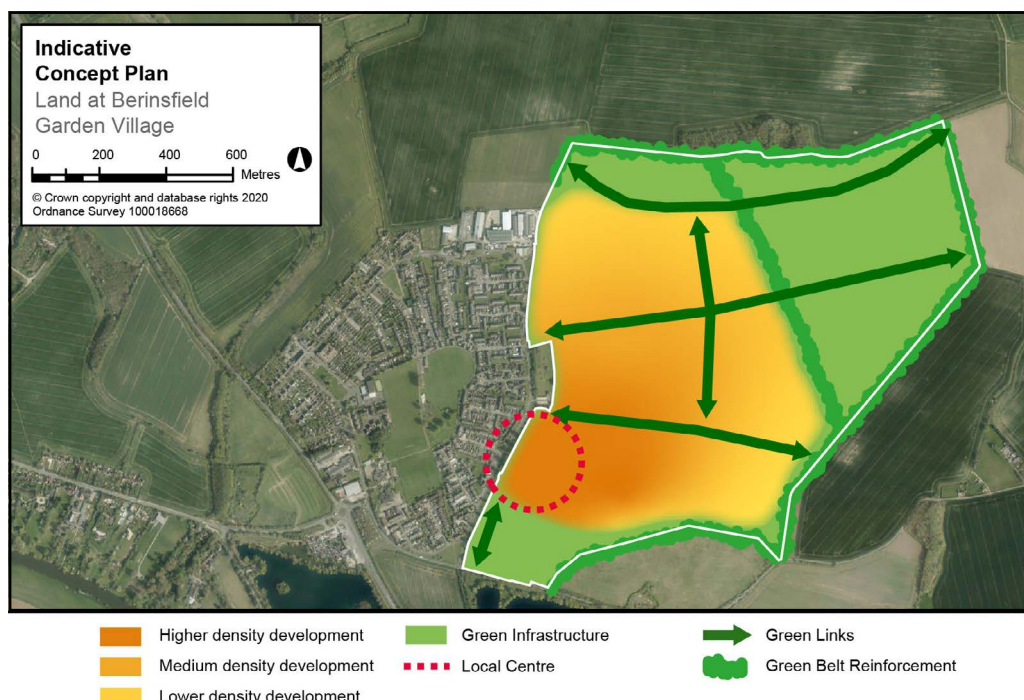 Indicative
Concept Plan
Land at Berinsfield
Garden Village
0 200 400 600
Metres
© Crown copyright and database rights 2020
Ordnance Survey 100018668
Higher density development
Medium density development
Lower density development
Green Infrastructure
Local Centre
Green Links
Green Belt Reinforcement